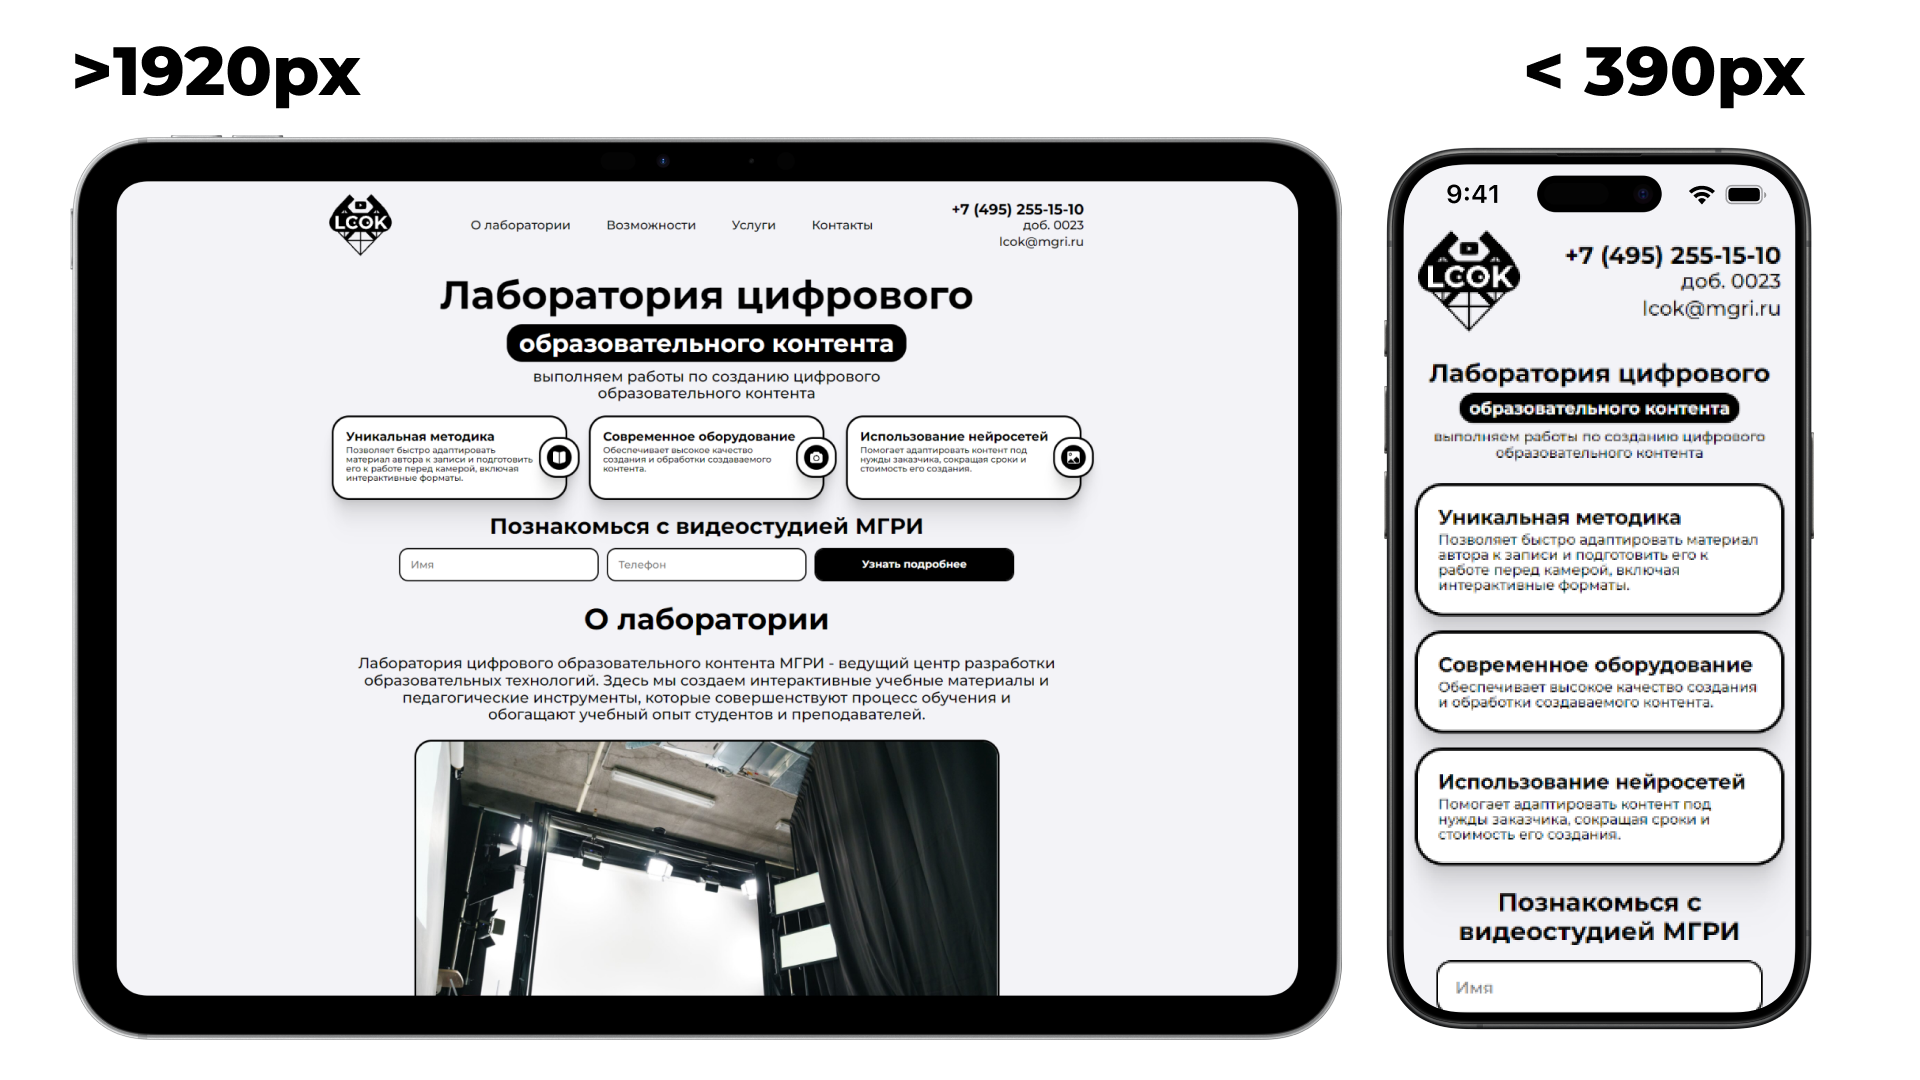 >1920px
< 390px
LCOK
О лаборатории
Возможности
Услуги
Контакты
+7 (495) 255-15-10
доб. 0023
lcok@mgri.ru
Лаборатория цифрового
образовательного контента
выполняем работы по созданию цифрового
образовательного контента
Уникальная методика
Позволяет быстро адаптировать
материал автора к записи и подготовить
его к работе перед камерой, включая
интерактивные форматы.
Современное оборудование
Обеспечивает высокое качество
создания и обработки создаваемого
контента.
Использование нейросетей
Помогает адаптировать контент под
нужды заказчика, сокращая сроки и
стоимость его создания.
Познакомься с видеостудией МГРИ
Имя
Телефон
Узнать подробнее
О лаборатории
Лаборатория цифрового образовательного контента МГРИ - ведущий центр разработки
образовательных технологий. Здесь мы создаем интерактивные учебные материалы и
педагогические инструменты, которые совершенствуют процесс обучения и
обогащают учебный опыт студентов и преподавателей.
9:41
LCOK
+7 (495) 255-15-10
доб. 0023
lcok@mgri.ru
Лаборатория цифрового
образовательного контента
выполняем работы по созданию цифрового
образовательного контента
Уникальная методика
Позволяет быстро адаптировать материал
автора к записи и подготовить его к
работе перед камерой, включая
интерактивные форматы.
Современное оборудование
Обеспечивает высокое качество создания
и обработки создаваемого контента.
Использование нейросетей
Помогает адаптировать контент под
нужды заказчика, сокращая сроки и
стоимость его создания.
Познакомься с
видеостудией МГРИ
Имя